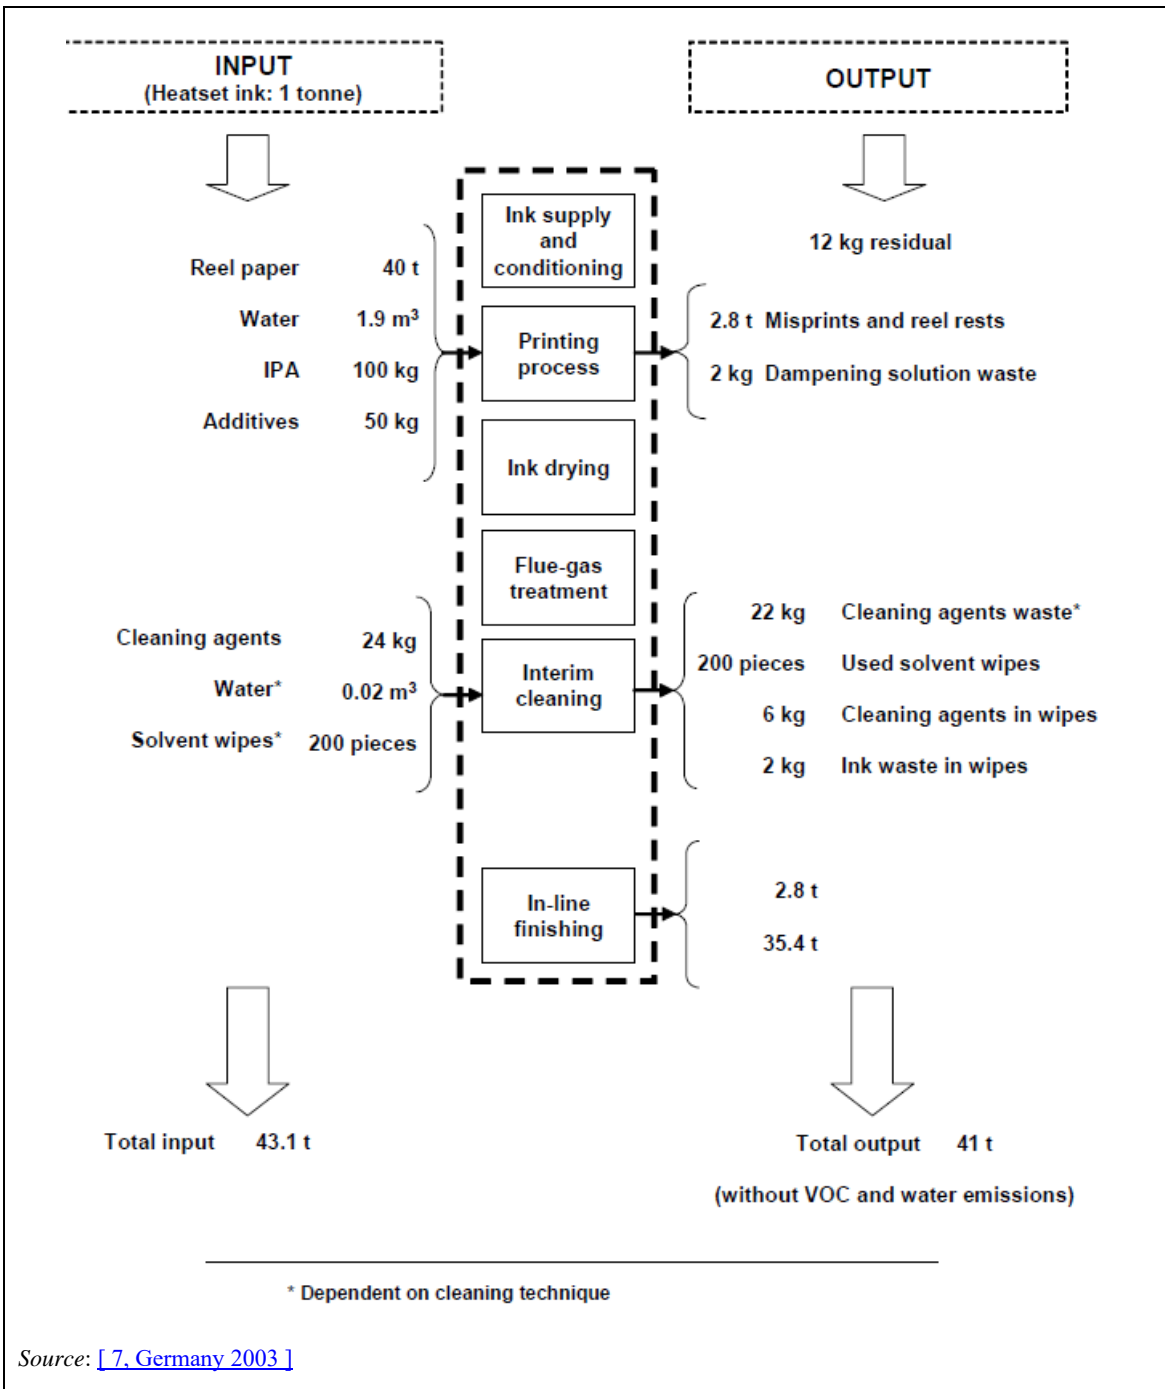 INPUT
(Heatset ink: 1 tonne)
OUTPUT
Ink supply
and
conditioning
12 kg residual
Reel paper 40 t
Water 1.9 m³
IPA 100 kg
Additives 50 kg
Printing
process
2.8 t Misprints and reel rests
2 kg Dampening solution waste
Ink drying
Flue-gas
treatment
Cleaning agents 24 kg
Water* 0.02 m³
Solvent wipes* 200 pieces
Interim
cleaning
22 kg Cleaning agents waste*
200 pieces Used solvent wipes
6 kg Cleaning agents in wipes
2 kg Ink waste in wipes
In-line
finishing
2.8 t
35.4 t
Total input 43.1 t
Total output 41 t
(without VOC and water emissions)
* Dependent on cleaning technique
Source: [ 7, Germany 2003 ]